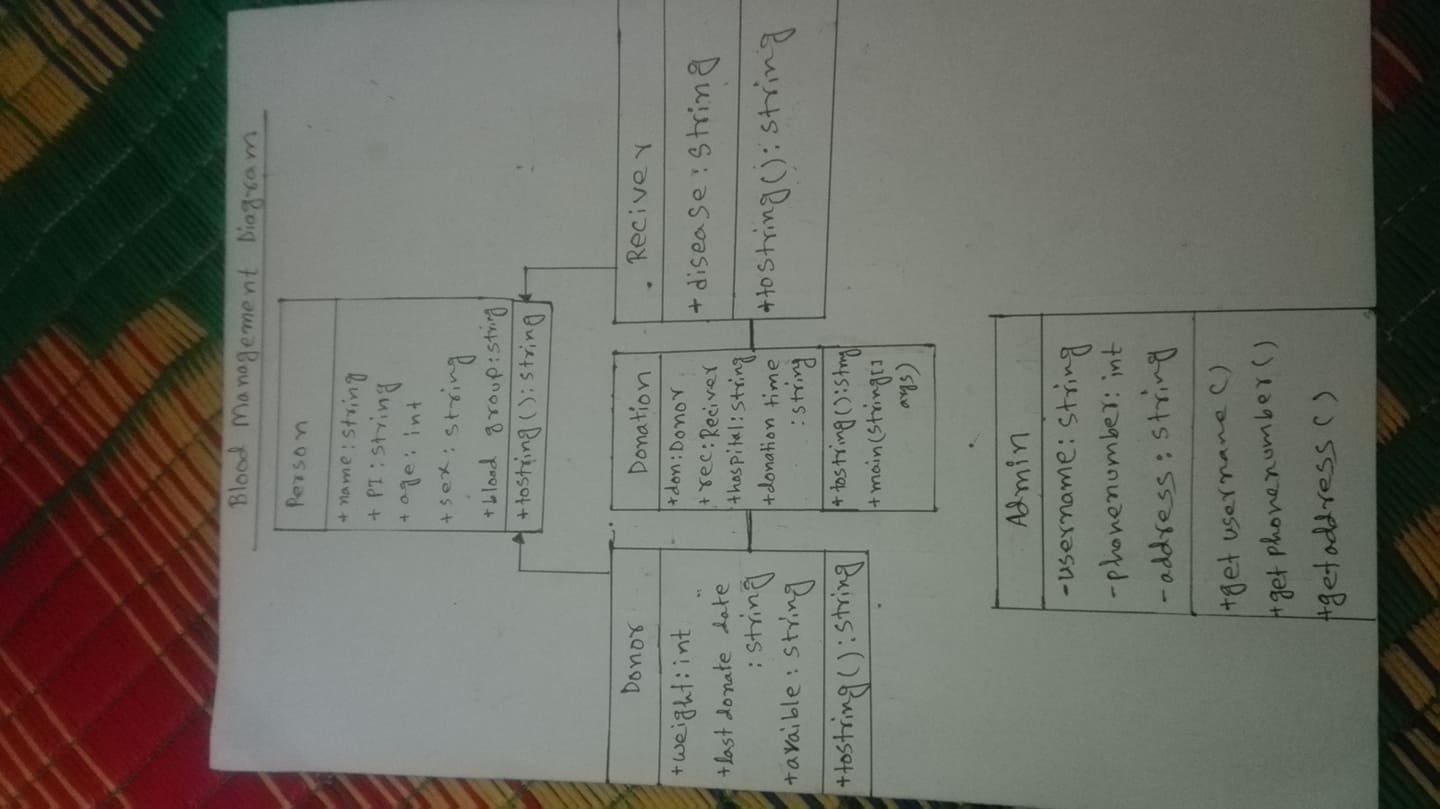 Blood Management Diagram
Person
+ name : string
+ PI : string
+ age : int
+ sex : string
+ blood group : string
+ tostring () : string
Donor
+ weight : int
+ last donate date
: string
+ avaible : string
+ tostring () : string
Donation
+ don : Donor
+ rec : Reciver
+ hospital : string
+ donation time
: string
+ tostring () : string
+ main (string []
args)
Reciver
+ disease : string
+ tostring () : string
Admin
- username : string
- phonenumber : int
- address : string
+ get username ()
+ get phonenumber ()
+ get address ()